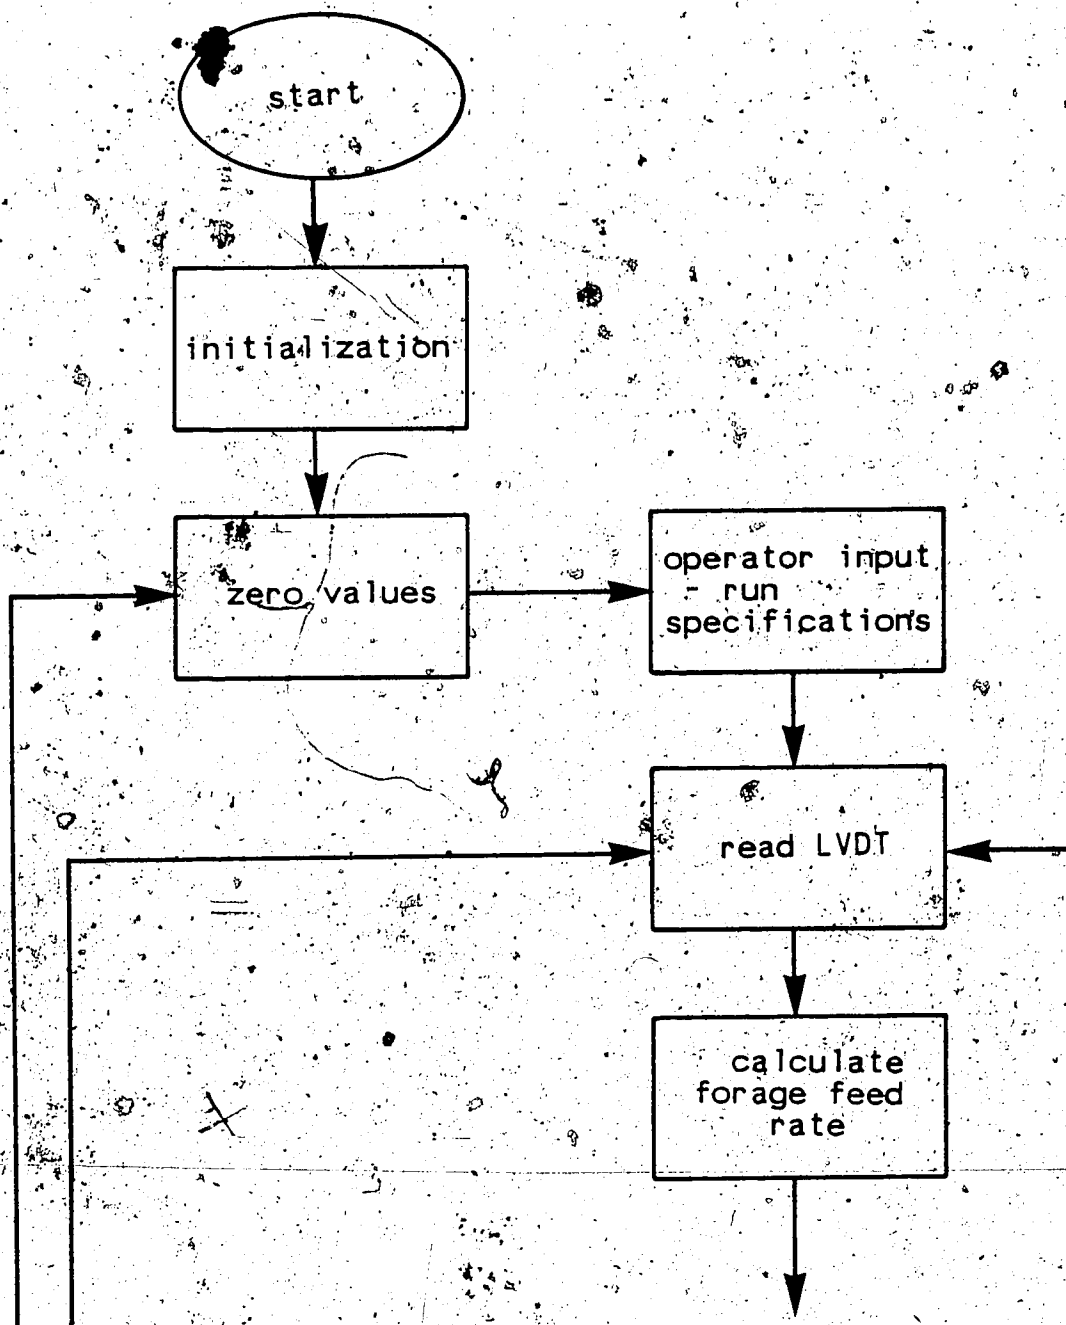 start
initialization
zero values
operator input
- run
specifications
read LVDT
calculate
forage feed
rate